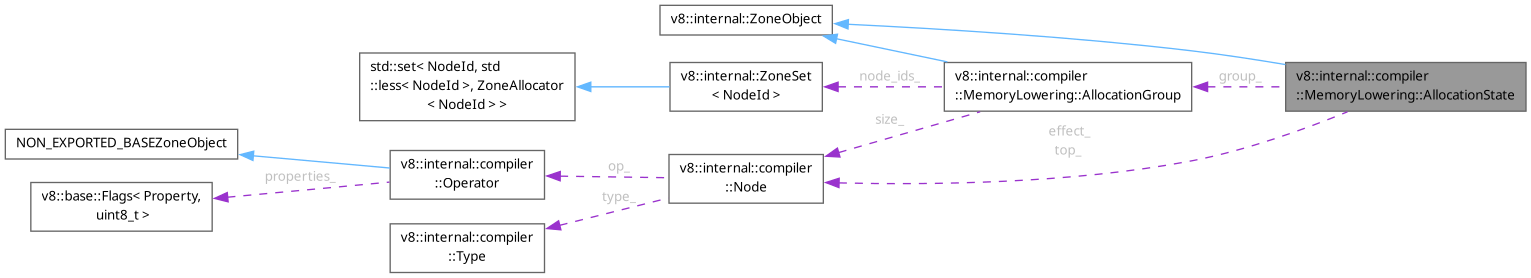 v8::internal::ZoneObject
std::set< NodeId, std
::less< NodeId >, ZoneAllocator
< NodeId > >
v8::internal::ZoneSet
< NodeId >
node_ids_
v8::internal::compiler
::MemoryLowering::AllocationGroup
group_
v8::internal::compiler
::MemoryLowering::AllocationState
size_
effect_
top_
NON_EXPORTED_BASEZoneObject
v8::internal::compiler
::Operator
op_
v8::internal::compiler
::Node
properties_
v8::base::Flags< Property,
uint8_t >
type_
v8::internal::compiler
::Type